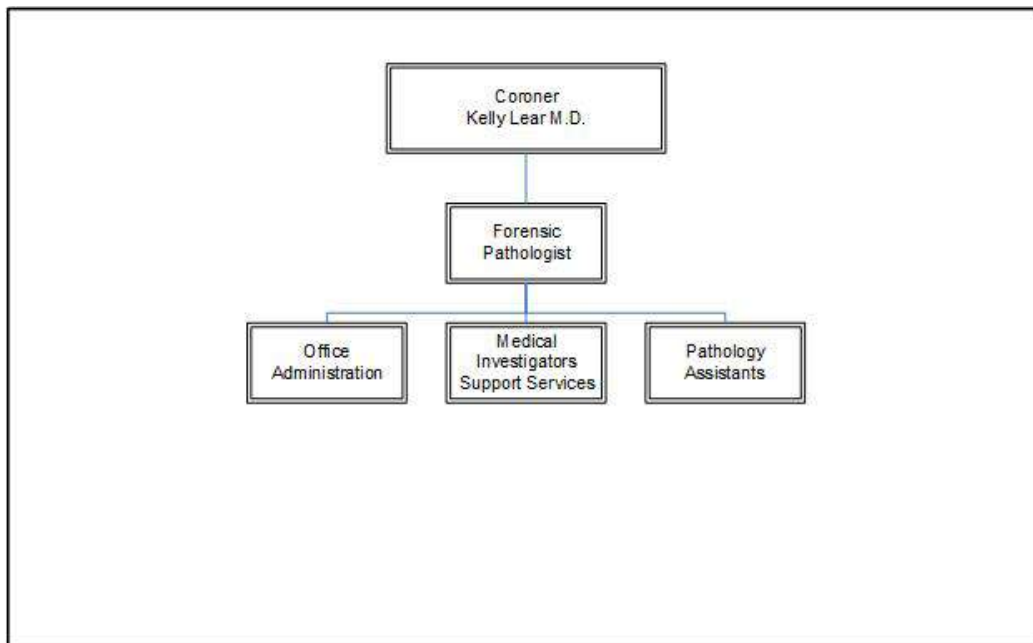 Coroner
Kelly Lear M.D.
Forensic
Pathologist
Office
Administration
Medical
Investigators
Support Services
Pathology
Assistants